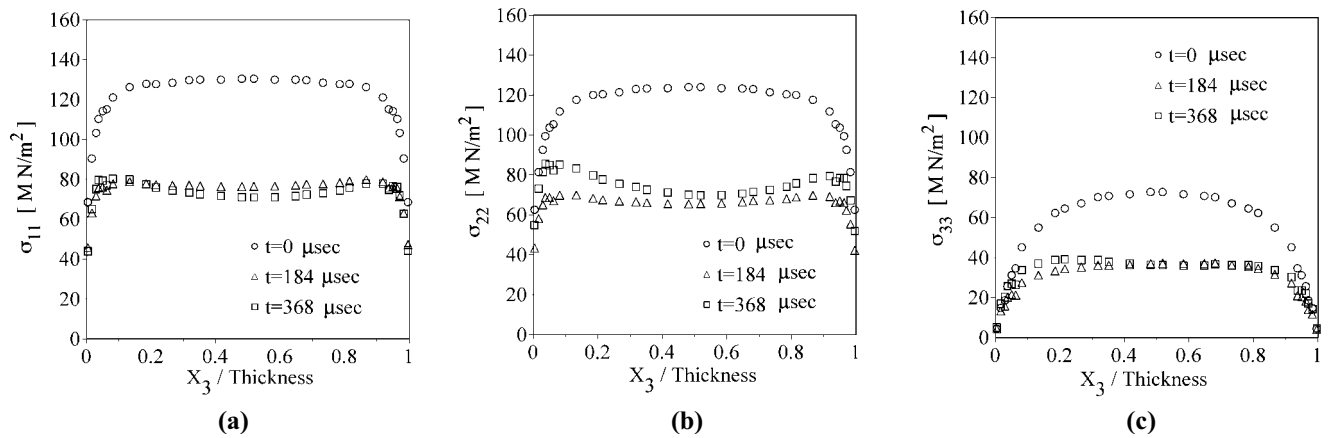 160
140
120
100
80
60
40
20
0
σ11 [ M N/m2 ]
t=0 μsec
t=184 μsec
t=368 μsec
0 0.2 0.4 0.6 0.8 1
X3 / Thickness
(a)
160
140
120
100
80
60
40
20
0
σ22 [ M N/m2 ]
t=0 μsec
t=184 μsec
t=368 μsec
0 0.2 0.4 0.6 0.8 1
X3 / Thickness
(b)
160
140
120
100
80
60
40
20
0
σ33 [ M N/m2 ]
t=0 μsec
t=184 μsec
t=368 μsec
0 0.2 0.4 0.6 0.8 1
X3 / Thickness
(c)